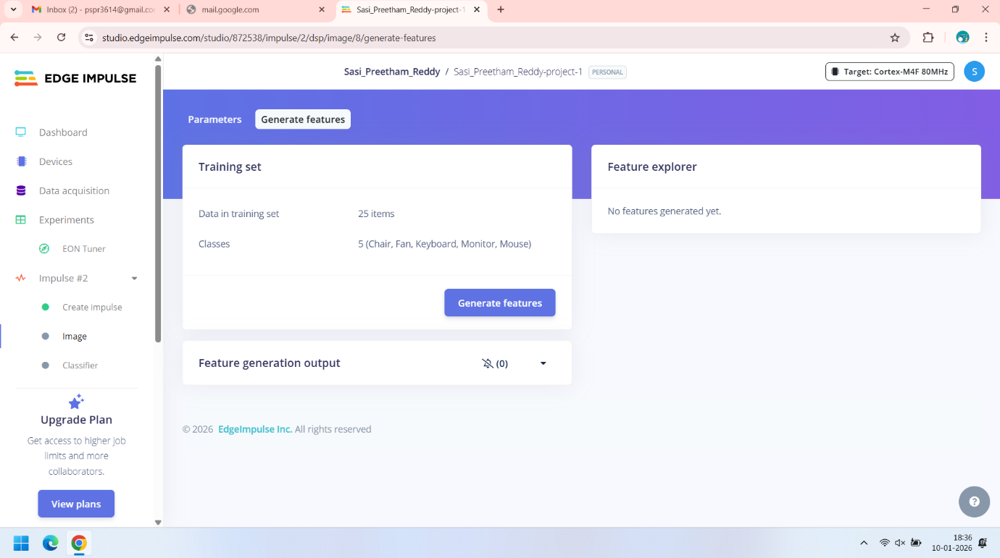 Inbox (2) - pspr3614@gmail.co
mail.google.com
Sasi_Preetham_Reddy-project-1
studio.edgeimpulse.com/studio/872538/impulse/2/dsp/image/8/generate-features
EDGE IMPULSE
Sasi_Preetham_Reddy / Sasi_Preetham_Reddy-project-1 PERSONAL
Target: Cortex-M4F 80MHz
S
Dashboard
Devices
Data acquisition
Experiments
EON Tuner
Impulse #2
Create impulse
Image
Classifier
Upgrade Plan
Get access to higher job
limits and more
collaborators.
View plans
Parameters
Generate features
Training set
Data in training set 25 items
Classes 5 (Chair, Fan, Keyboard, Monitor, Mouse)
Generate features
Feature generation output (0)
Feature explorer
No features generated yet.
© 2026 EdgeImpulse Inc. All rights reserved
18:36
10-01-2026